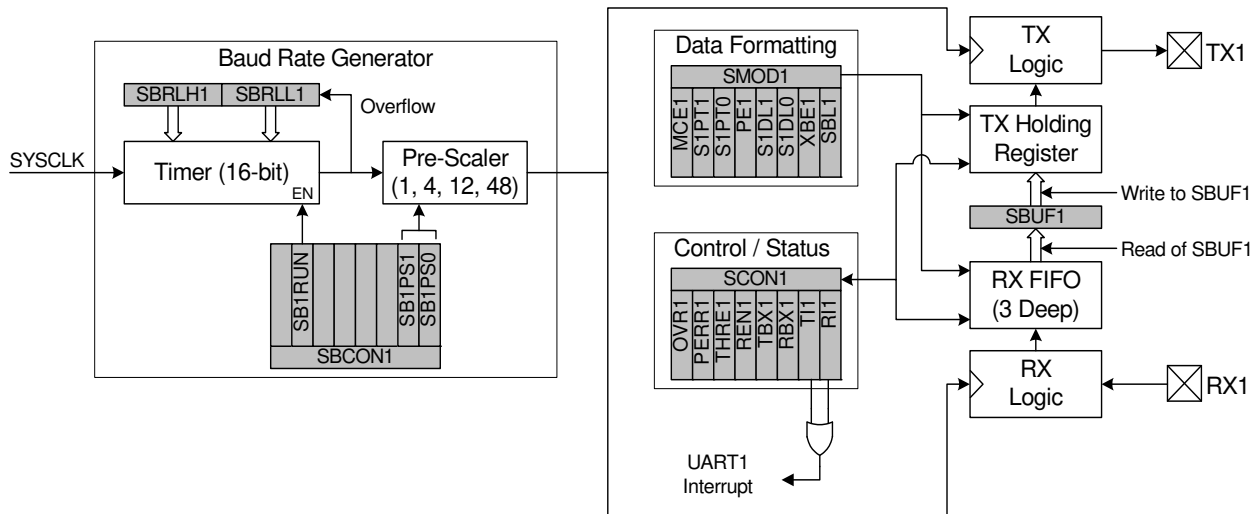 Baud Rate Generator
SBRLH1 SBRLL1
Overflow
SYSCLK
Timer (16-bit)
EN
Pre-Scaler
(1, 4, 12, 48)
SB1RUN
SB1PS1
SB1PS0
SBCON1
Data Formatting
SMOD1
MCE1
S1PT1
S1PT0
PE1
S1DL1
S1DL0
XBE1
SBL1
Control / Status
SCON1
OVR1
PERR1
THRE1
REN1
TBX1
RBX1
TI1
RI1
UART1
Interrupt
TX
Logic
TX1
TX Holding
Register
Write to SBUF1
SBUF1
Read of SBUF1
RX FIFO
(3 Deep)
RX
Logic
RX1